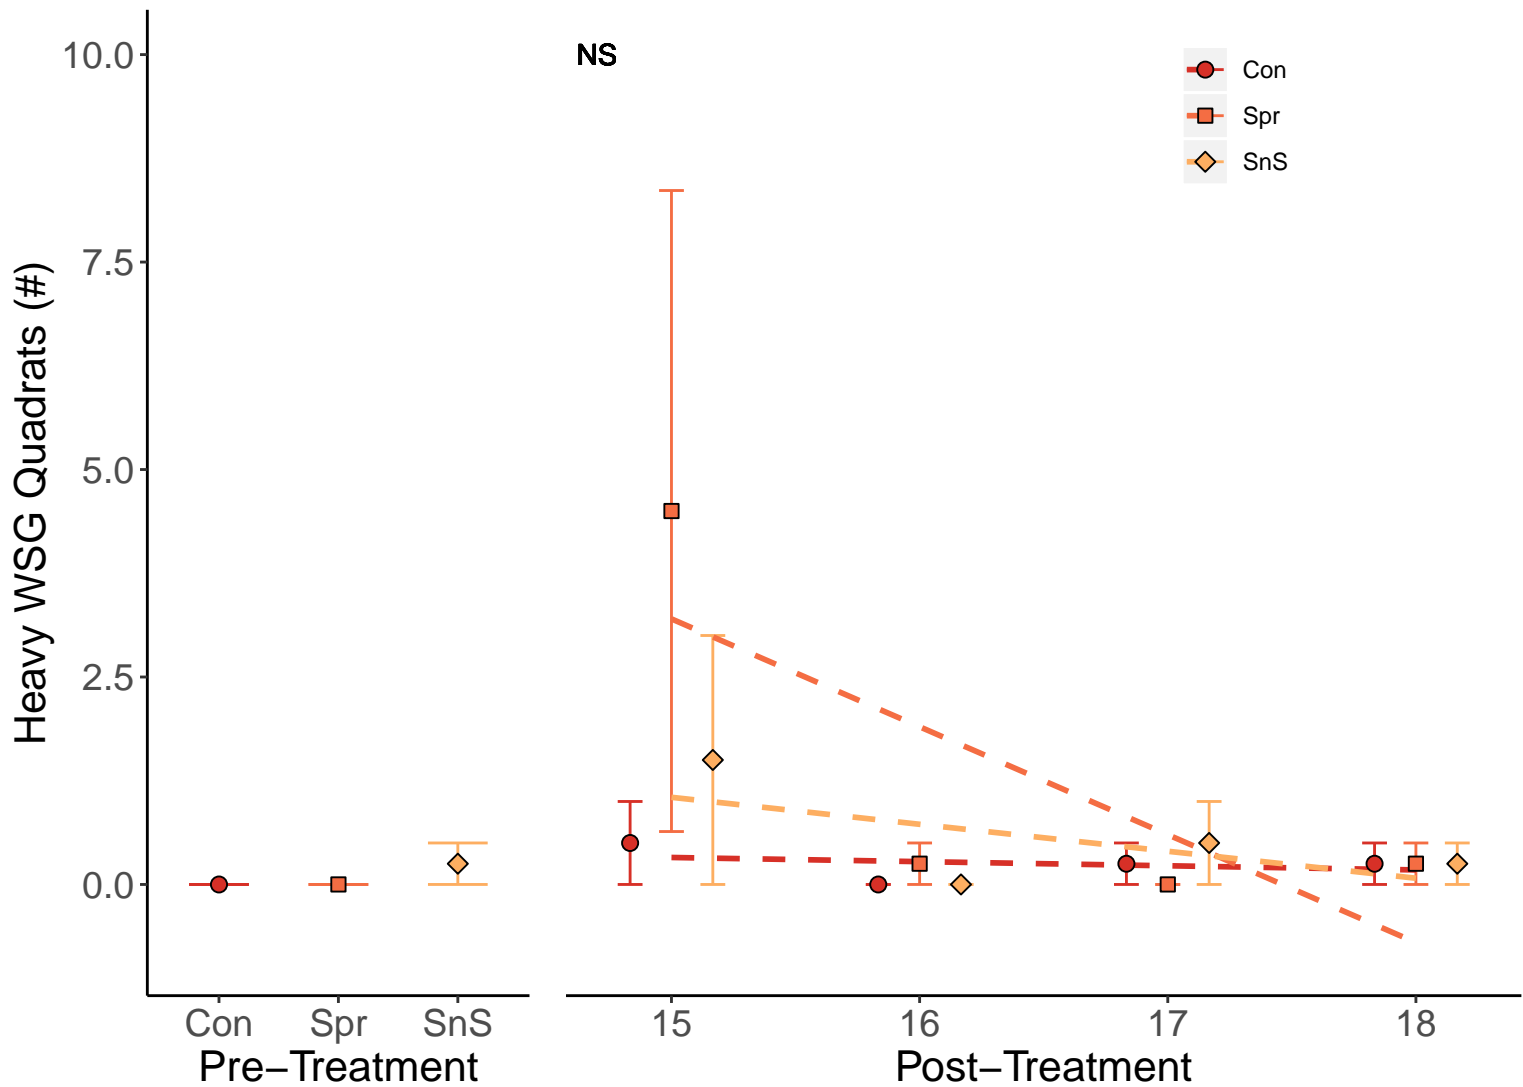 Heavy WSG Quadrats (#)
10.0
7.5
5.0
2.5
0.0
NS
Con
Spr
SnS
Con Spr SnS
Pre−Treatment
15 16 17 18
Post−Treatment